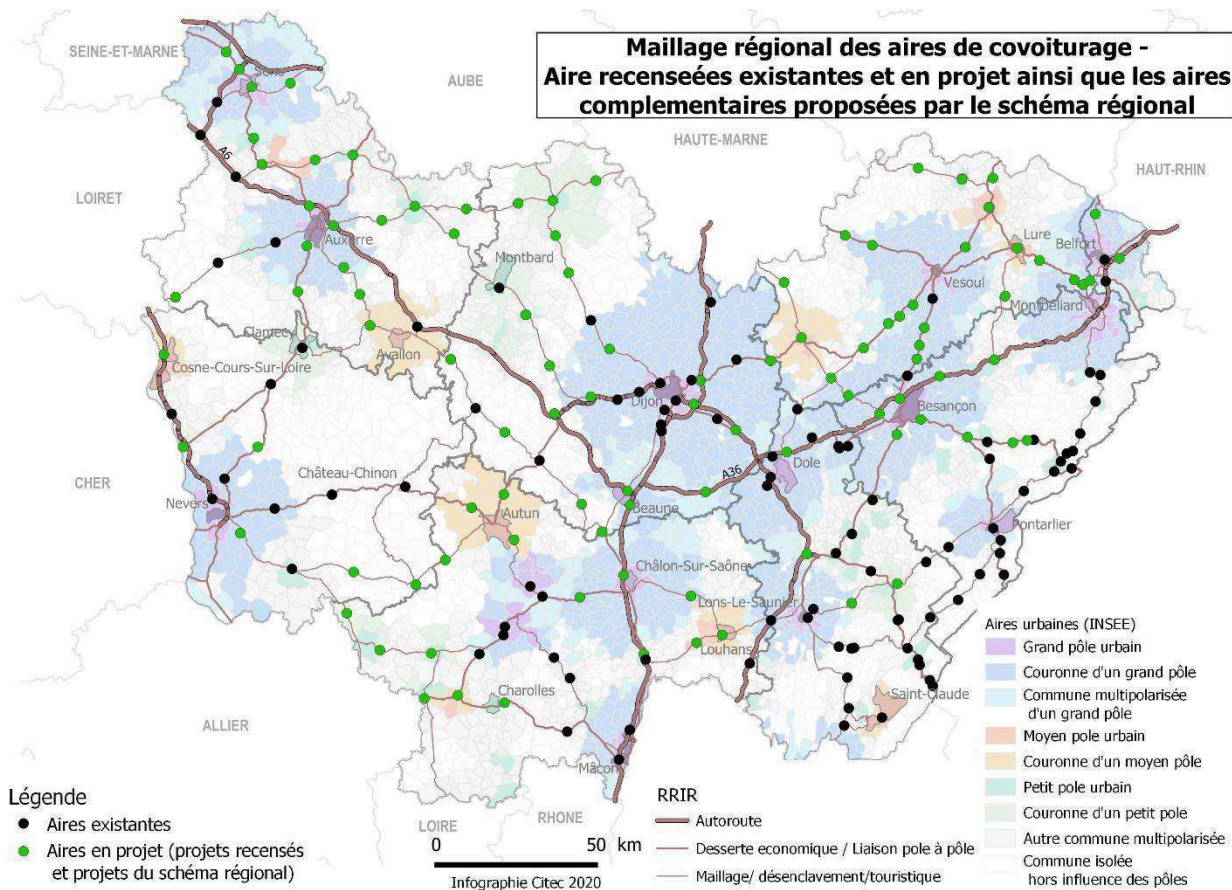 Maillage régional des aires de covoiturage -
Aire recenseées existantes et en projet ainsi que les aires
complementaires proposées par le schéma régional
SEINE-ET-MARNE
AUBE
HAUTE-MARNE
HAUT-RHIN
LOIRET
CHER
ALLIER
LOIRE
RHONE
Sens
A6
Auxerre
Montbard
Lure
Belfort
Vesoul
Montbéliard
Clamecy
Avallon
Cosne-Cours-Sur-Loire
Dijon
Besançon
A36
Dole
Château-Chinon
Nevers
Autun
Beaune
Pontarlier
Châlon-Sur-Saône
Lons-Le-Saunier
Louhans
Charolles
Saint-Claude
Mâcon
Aires urbaines (INSEE)
Grand pôle urbain
Couronne d'un grand pôle
Commune multipolarisée
d'un grand pôle
Moyen pole urbain
Couronne d'un moyen pôle
Petit pole urbain
Couronne d'un petit pole
Autre commune multipolarisée
Commune isolée
hors influence des pôles
Légende
Aires existantes
Aires en projet (projets recensés
et projets du schéma régional)
0 50 km
Infographie Citec 2020
RRIR
Autoroute
Desserte economique / Liaison pole à pôle
Maillage/ désenclavement/touristique